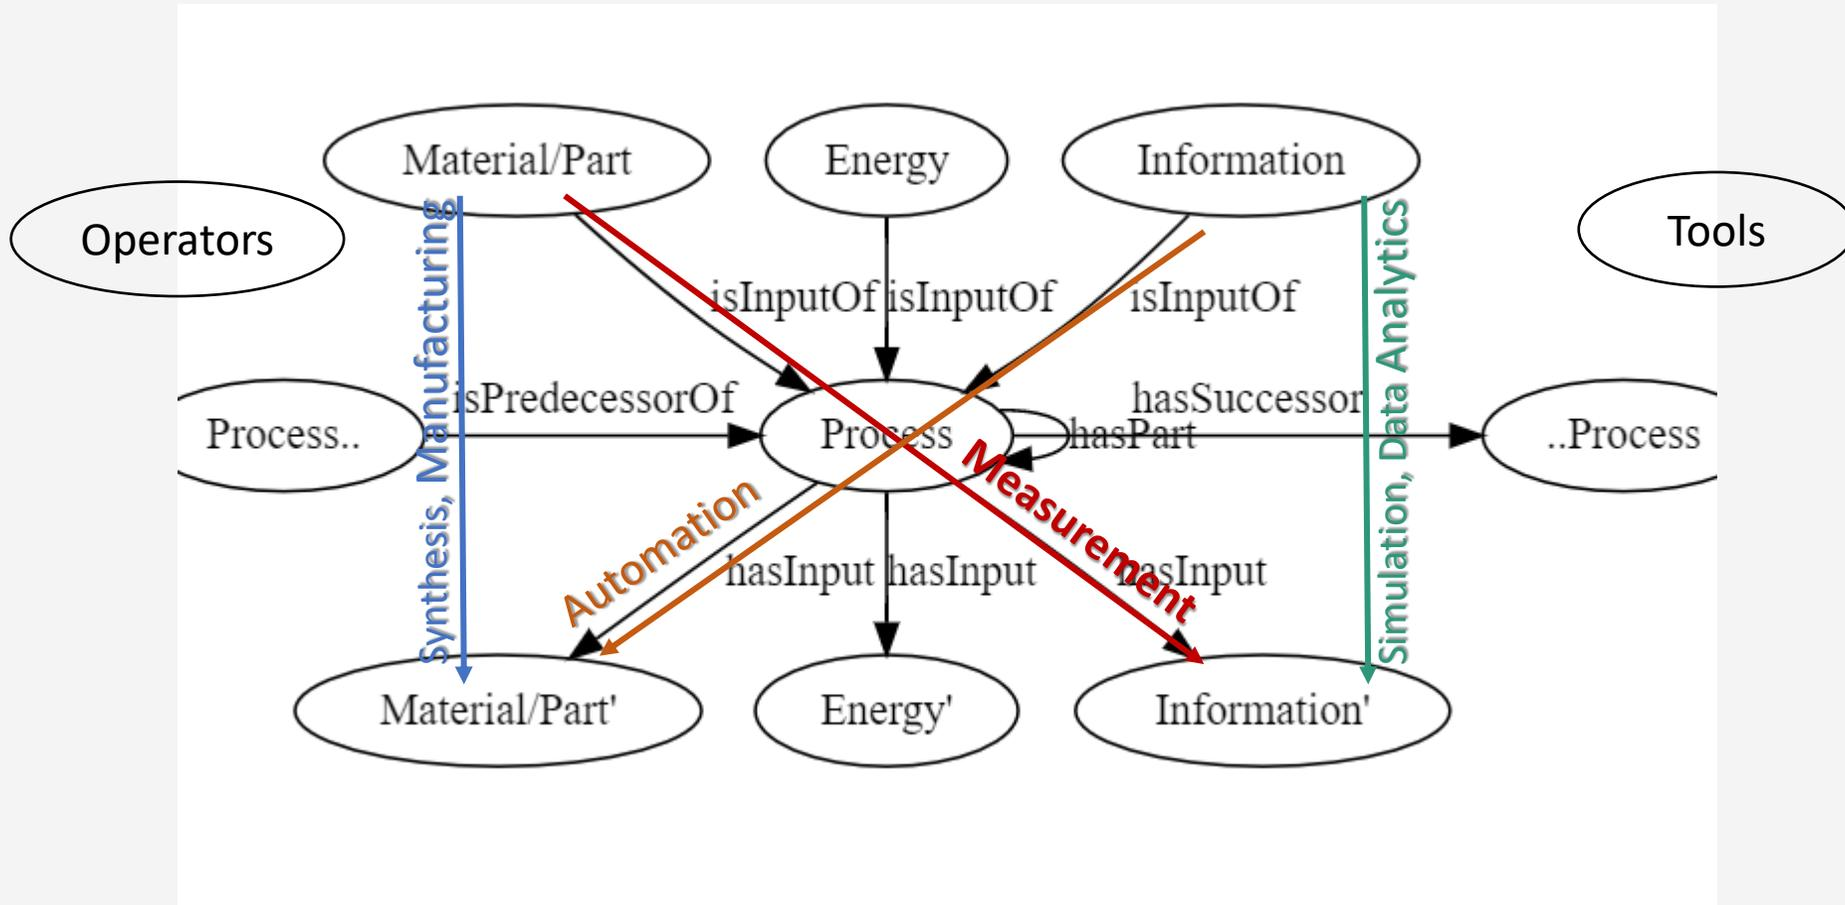 Material/Part
Energy
Information
Operators
Tools
isInputOf
isInputOf
isInputOf
Synthesis, Manufacturing
Simulation, Data Analytics
isPredecessorOf
hasSuccessor
Process..
Process
hasPart
..Process
Automation
Measurement
hasInput
hasInput
hasInput
Material/Part'
Energy'
Information'